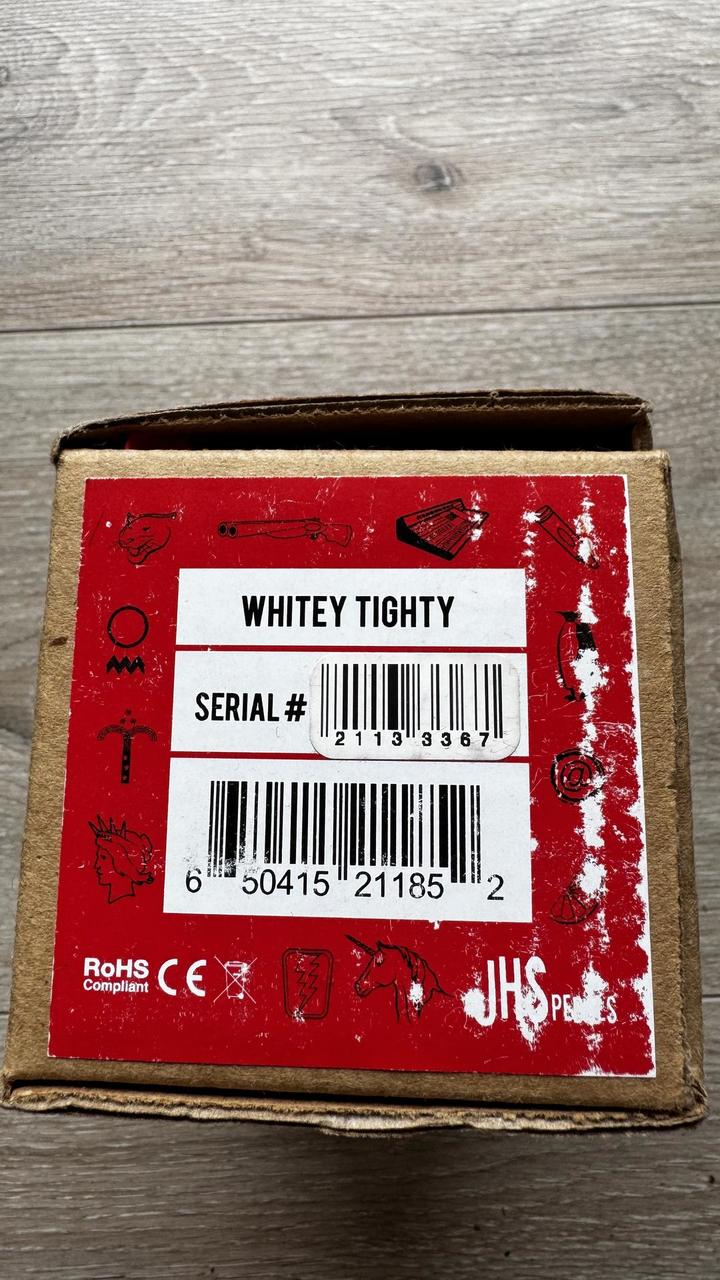 WHITEY TIGHTY
SERIAL #
2113 3367
6 50415 21185 2
RoHS
Compliant
CE
@
JHS